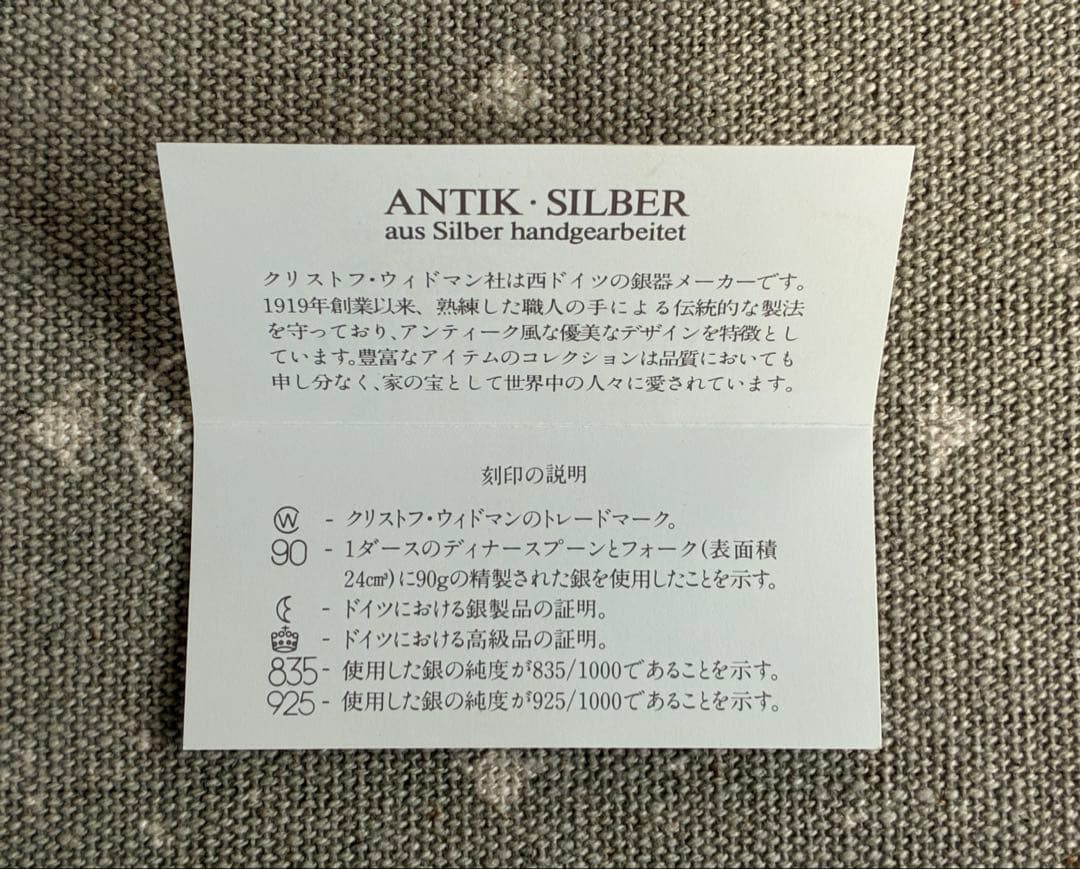 ANTIK · SILBER
aus Silber handgearbeitet
クリストフ・ウィドマン社は西ドイツの銀器メーカーです。
1919年創業以来、熟練した職人の手による伝統的な製法
を守っており、アンティーク風な優美なデザインを特徴とし
ています。豊富なアイテムのコレクションは品質においても
申し分なく、家の宝として世界中の人々に愛されています。
刻印の説明
W - クリストフ・ウィドマンのトレードマーク。
90 - 1ダースのディナースプーンとフォーク(表面積
24c㎡)に90gの精製された銀を使用したことを示す。
- ドイツにおける銀製品の証明。
- ドイツにおける高級品の証明。
835 - 使用した銀の純度が835/1000であることを示す。
925 - 使用した銀の純度が925/1000であることを示す。